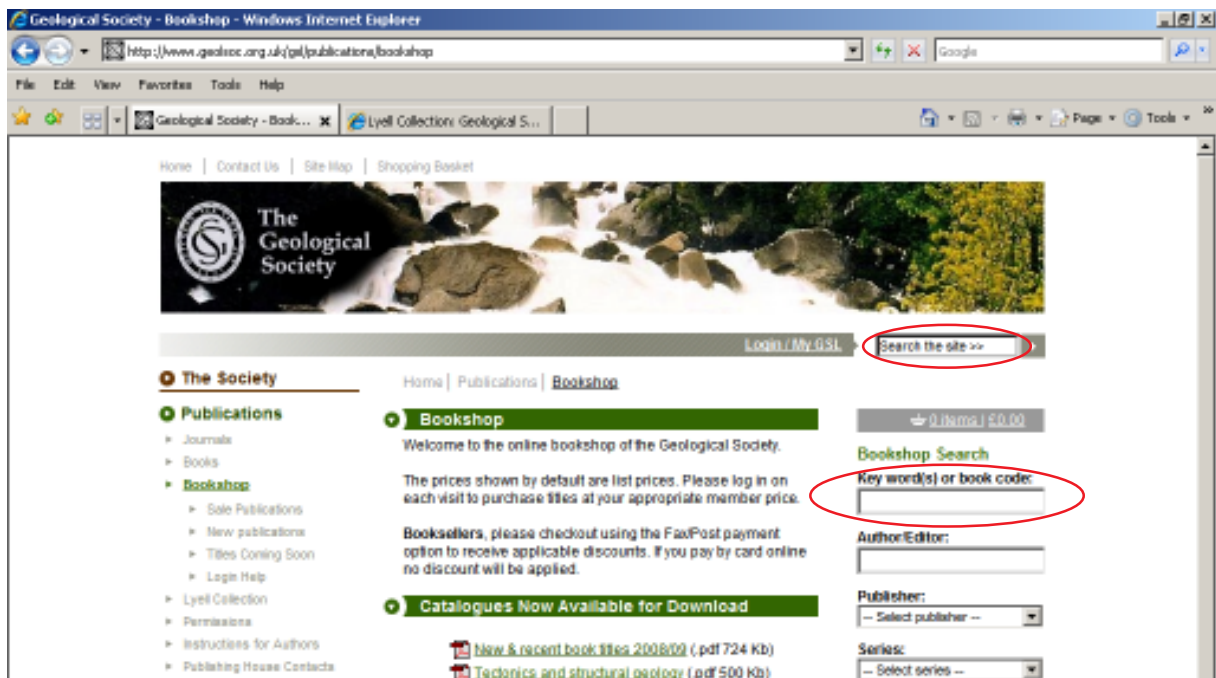 Geological Society - Bookshop - Windows Internet Explorer
http://www.geolsoc.org.uk/gsl/publications/bookshop
Google
File Edit View Favorites Tools Help
Geological Society - Book...
Lyell Collection: Geological S...
Page
Tools
Home | Contact Us | Site Map | Shopping Basket
The
Geological
Society
Login / My GSL
Search the site >>
The Society
Home | Publications | Bookshop
Publications
Journals
Books
Bookshop
Sale Publications
New publications
Titles Coming Soon
Login Help
Lyell Collection
Permissions
Instructions for Authors
Publishing House Contacts
Bookshop
Welcome to the online bookshop of the Geological Society.
The prices shown by default are list prices. Please log in on
each visit to purchase titles at your appropriate member price.
Booksellers, please checkout using the Fax/Post payment
option to receive applicable discounts. If you pay by card online
no discount will be applied.
Catalogues Now Available for Download
New & recent book titles 2008/09 (.pdf 724 Kb)
Tectonics and structural geology (.pdf 500 Kb)
0 items | £0.00
Bookshop Search
Key word(s) or book code:
Author/Editor:
Publisher:
-- Select publisher --
Series:
-- Select series --